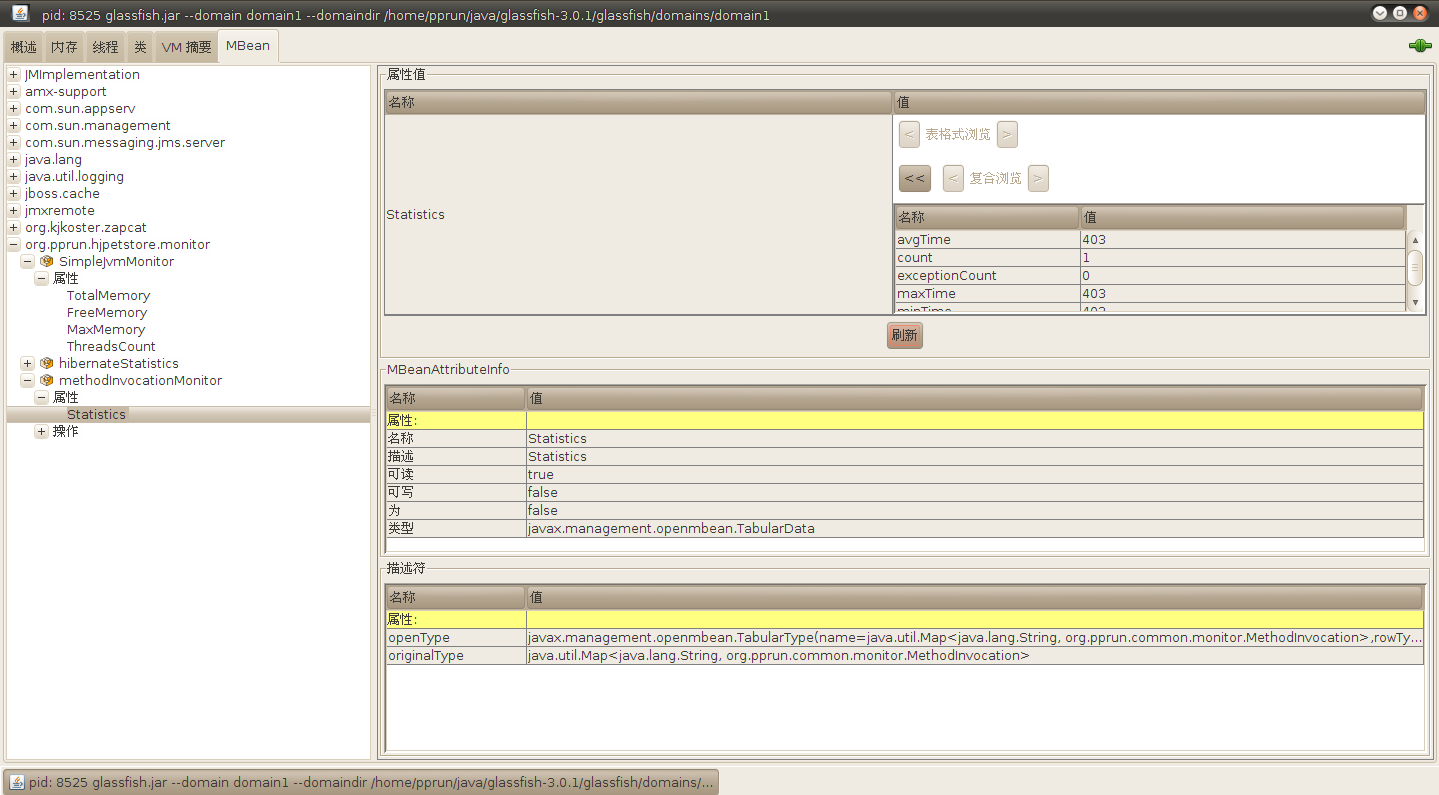 pid: 8525 glassfish.jar --domain domain1 --domaindir /home/pprun/java/glassfish-3.0.1/glassfish/domains/domain1
概述 内存 线程 类 VM 摘要 MBean
JMImplementation
amx-support
com.sun.appserv
com.sun.management
com.sun.messaging.jms.server
java.lang
java.util.logging
jboss.cache
jmxremote
org.kjkoster.zapcat
org.pprun.hjpetstore.monitor
SimpleJvmMonitor
属性
TotalMemory
FreeMemory
MaxMemory
ThreadsCount
hibernateStatistics
methodInvocationMonitor
属性
Statistics
操作
属性值
名称 值
Statistics
< 表格式浏览 >
<< < 复合浏览 >
名称 值
avgTime 403
count 1
exceptionCount 0
maxTime 403
minTime 403
刷新
MBeanAttributeInfo
名称 值
属性:
名称 Statistics
描述 Statistics
可读 true
可写 false
为 false
类型 javax.management.openmbean.TabularData
描述符
名称 值
属性:
openType javax.management.openmbean.TabularType(name=java.util.Map<java.lang.String, org.pprun.common.monitor.MethodInvocation>,rowTy...
originalType java.util.Map<java.lang.String, org.pprun.common.monitor.MethodInvocation>
pid: 8525 glassfish.jar --domain domain1 --domaindir /home/pprun/java/glassfish-3.0.1/glassfish/domains/...